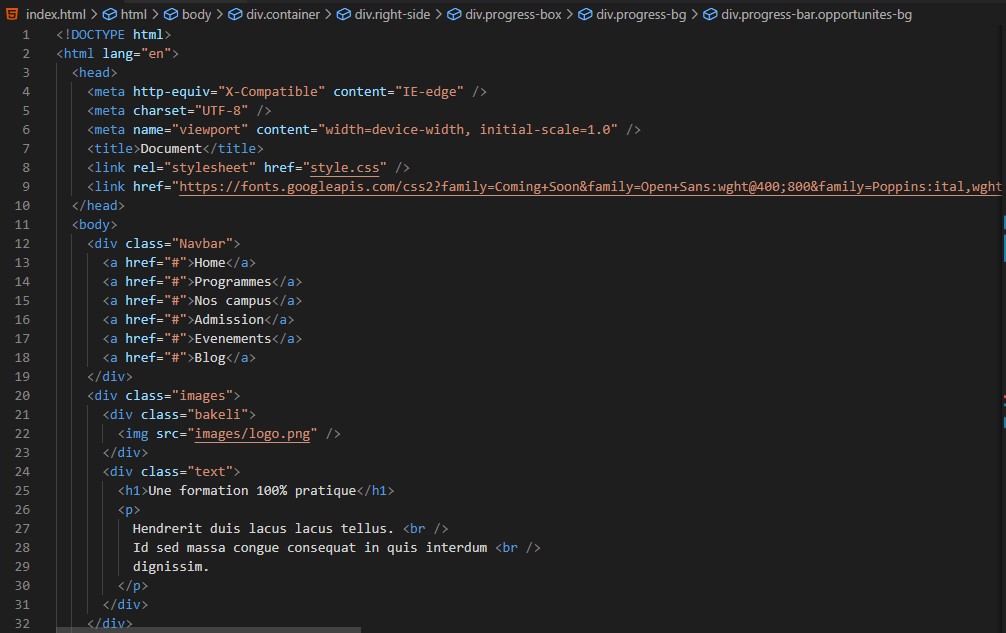 index.html > html > body > div.container > div.right-side > div.progress-box > div.progress-bg > div.progress-bar.opportunites-bg
1 <!DOCTYPE html>
2 <html lang="en">
3 <head>
4 <meta http-equiv="X-Compatible" content="IE-edge" />
5 <meta charset="UTF-8" />
6 <meta name="viewport" content="width=device-width, initial-scale=1.0" />
7 <title>Document</title>
8 <link rel="stylesheet" href="style.css" />
9 <link href="https://fonts.googleapis.com/css2?family=Coming+Soon&family=Open+Sans:wght@400;800&family=Poppins:ital,wght
10 </head>
11 <body>
12 <div class="Navbar">
13 <a href="#">Home</a>
14 <a href="#">Programmes</a>
15 <a href="#">Nos campus</a>
16 <a href="#">Admission</a>
17 <a href="#">Evenements</a>
18 <a href="#">Blog</a>
19 </div>
20 <div class="images">
21 <div class="bakeli">
22 <img src="images/logo.png" />
23 </div>
24 <div class="text">
25 <h1>Une formation 100% pratique</h1>
26 <p>
27 Hendrerit duis lacus lacus tellus. <br />
28 Id sed massa congue consequat in quis interdum <br />
29 dignissim.
30 </p>
31 </div>
32 </div>